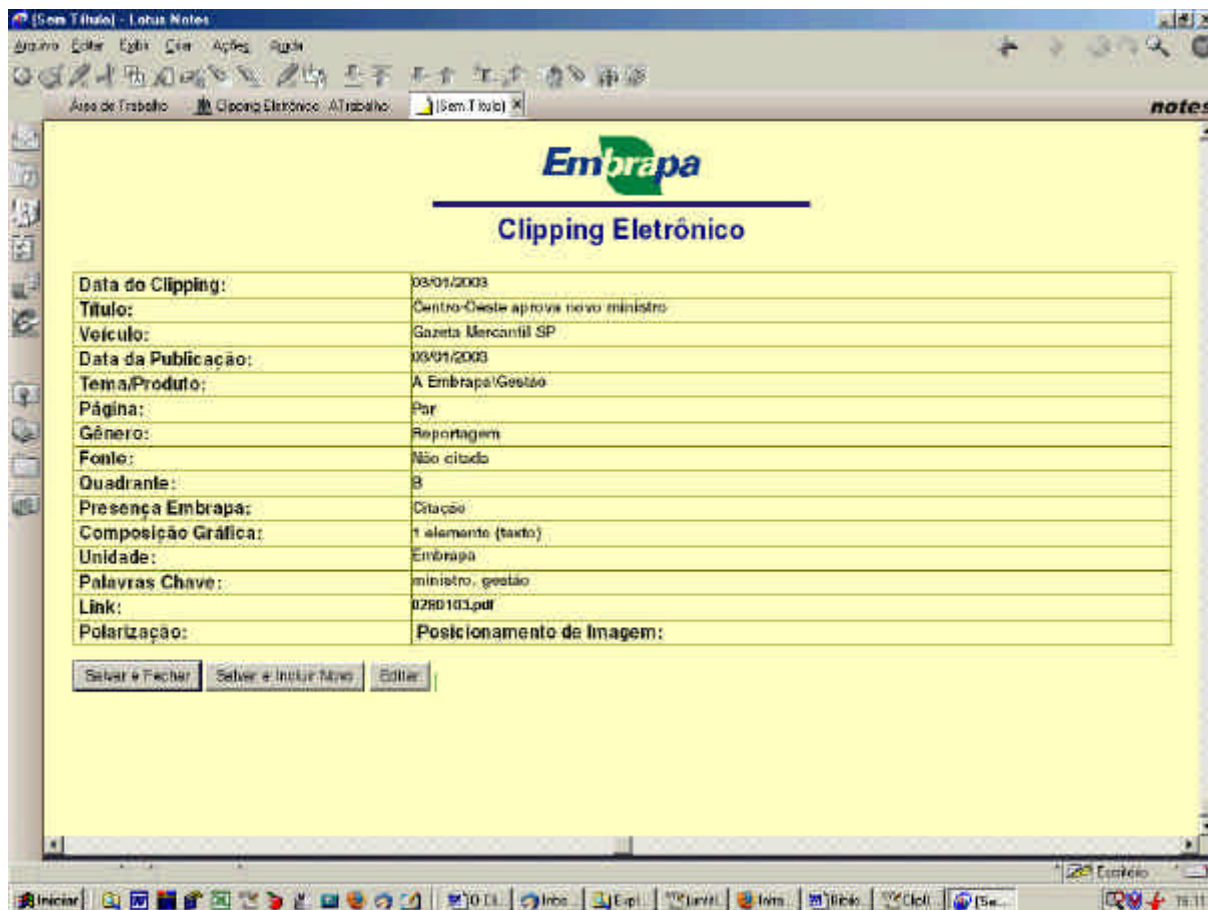 (Sem Título) - Lotus Notes
Arquivo Editar Exibir Criar Ações Ajuda
Área de Trabalho Clipping Eletrônico (Sem Título)
notes
Embrapa
Clipping Eletrônico
Data do Clipping: 03/01/2003
Título: Centro-Oeste aprova novo ministro
Veículo: Gazeta Mercantil SP
Data da Publicação: 03/01/2003
Tema/Produto: A Embrapa\Gestão
Página: Par
Gênero: Reportagem
Fonte: Não citada
Quadrante: B
Presença Embrapa: Citação
Composição Gráfica: 1 elemento (texto)
Unidade: Embrapa
Palavras Chave: ministro, gestão
Link: 0280103.pdf
Polarização: Posicionamento de Imagem:
Salvar e Fechar Salvar e Incluir Novo Editar
Escritório
Iniciar